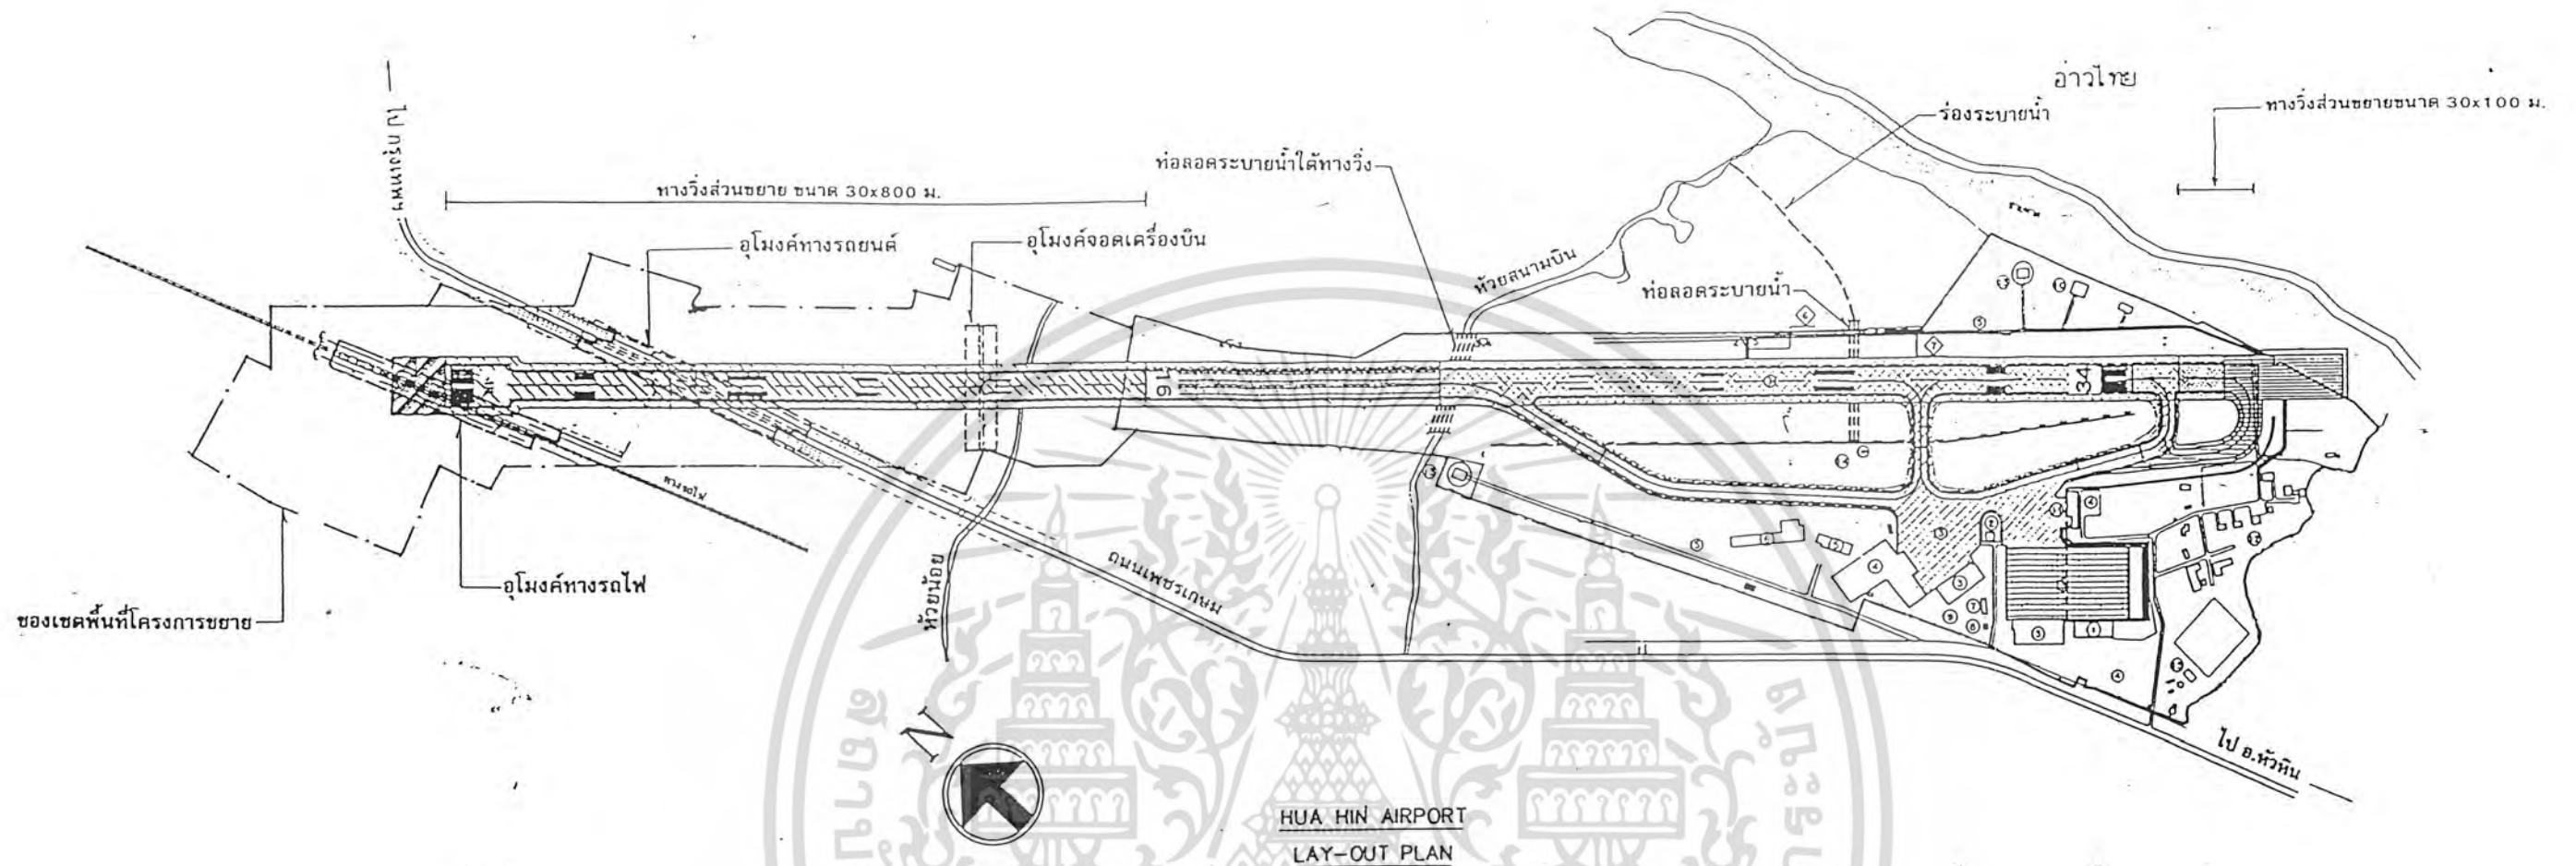 อ่าวไทย
ทางวิ่งส่วนขยายขนาด 30x100 ม.
ร่องระบายน้ำ
ไป กรุงเทพฯ
ท่อลอดระบายน้ำใต้ทางวิ่ง
ทางวิ่งส่วนขยาย ขนาด 30x800 ม.
อุโมงค์ทางรถยนต์
อุโมงค์จอดเครื่องบิน
ห้วยสนามบิน
ท่อลอดระบายน้ำ
16
34
ทางรถไฟ
อุโมงค์ทางรถไฟ
ของเขตพื้นที่โครงการขยาย
ห้วยน้อย
ถนนเพชรเกษม
ไป อ.หัวหิน
N
HUA HIN AIRPORT
LAY-OUT PLAN